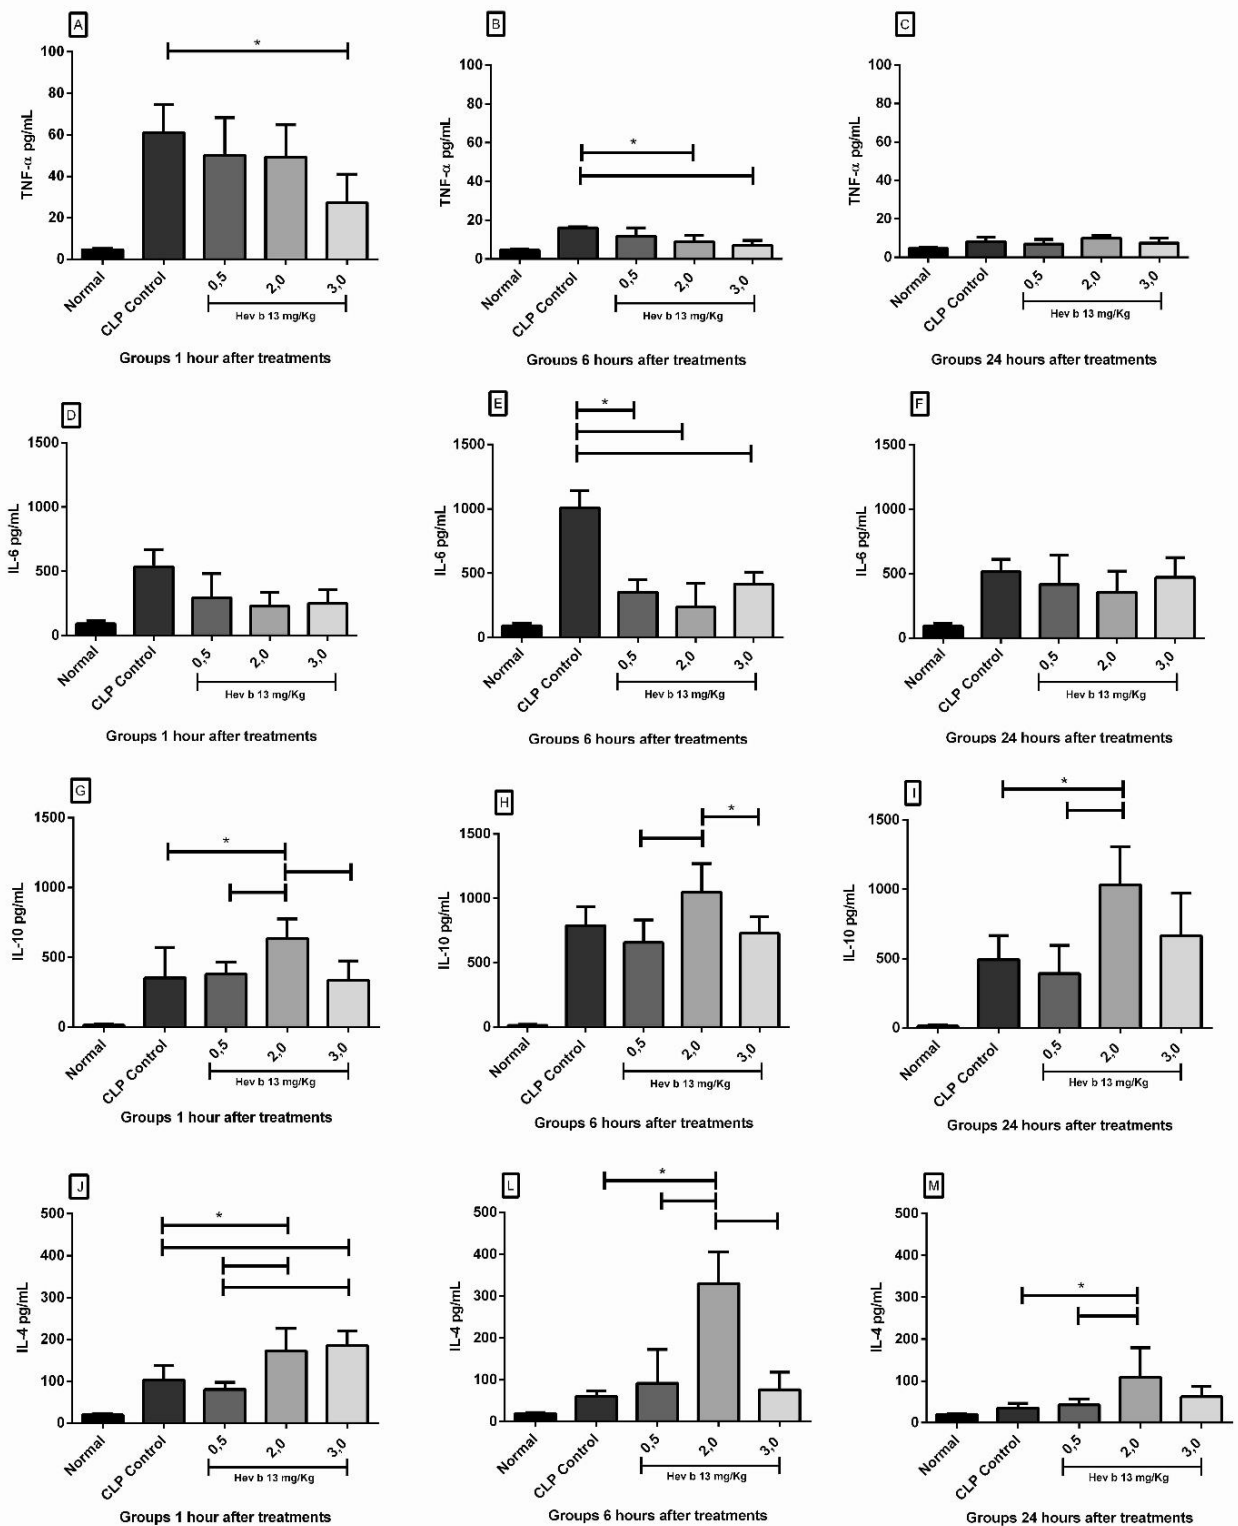 A
TNF-α pg/mL
100
80
60
40
20
0
*
Normal
CLP Control
0,5
2,0
3,0
Hev b 13 mg/Kg
Groups 1 hour after treatments
B
TNF-α pg/mL
100
80
60
40
20
0
*
Normal
CLP Control
0,5
2,0
3,0
Hev b 13 mg/Kg
Groups 6 hours after treatments
C
TNF-α pg/mL
100
80
60
40
20
0
Normal
CLP Control
0,5
2,0
3,0
Hev b 13 mg/Kg
Groups 24 hours after treatments
D
IL-6 pg/mL
1500
1000
500
0
Normal
CLP Control
0,5
2,0
3,0
Hev b 13 mg/Kg
Groups 1 hour after treatments
E
IL-6 pg/mL
1500
1000
500
0
*
Normal
CLP Control
0,5
2,0
3,0
Hev b 13 mg/Kg
Groups 6 hours after treatments
F
IL-6 pg/mL
1500
1000
500
0
Normal
CLP Control
0,5
2,0
3,0
Hev b 13 mg/Kg
Groups 24 hours after treatments
G
IL-10 pg/mL
1500
1000
500
0
*
Normal
CLP Control
0,5
2,0
3,0
Hev b 13 mg/Kg
Groups 1 hour after treatments
H
IL-10 pg/mL
1500
1000
500
0
*
Normal
CLP Control
0,5
2,0
3,0
Hev b 13 mg/Kg
Groups 6 hours after treatments
I
IL-10 pg/mL
1500
1000
500
0
*
Normal
CLP Control
0,5
2,0
3,0
Hev b 13 mg/Kg
Groups 24 hours after treatments
J
IL-4 pg/mL
500
400
300
200
100
0
*
Normal
CLP Control
0,5
2,0
3,0
Hev b 13 mg/Kg
Groups 1 hour after treatments
L
IL-4 pg/mL
500
400
300
200
100
0
*
Normal
CLP Control
0,5
2,0
3,0
Hev b 13 mg/Kg
Groups 6 hours after treatments
M
IL-4 pg/mL
500
400
300
200
100
0
*
Normal
CLP Control
0,5
2,0
3,0
Hev b 13 mg/Kg
Groups 24 hours after treatments